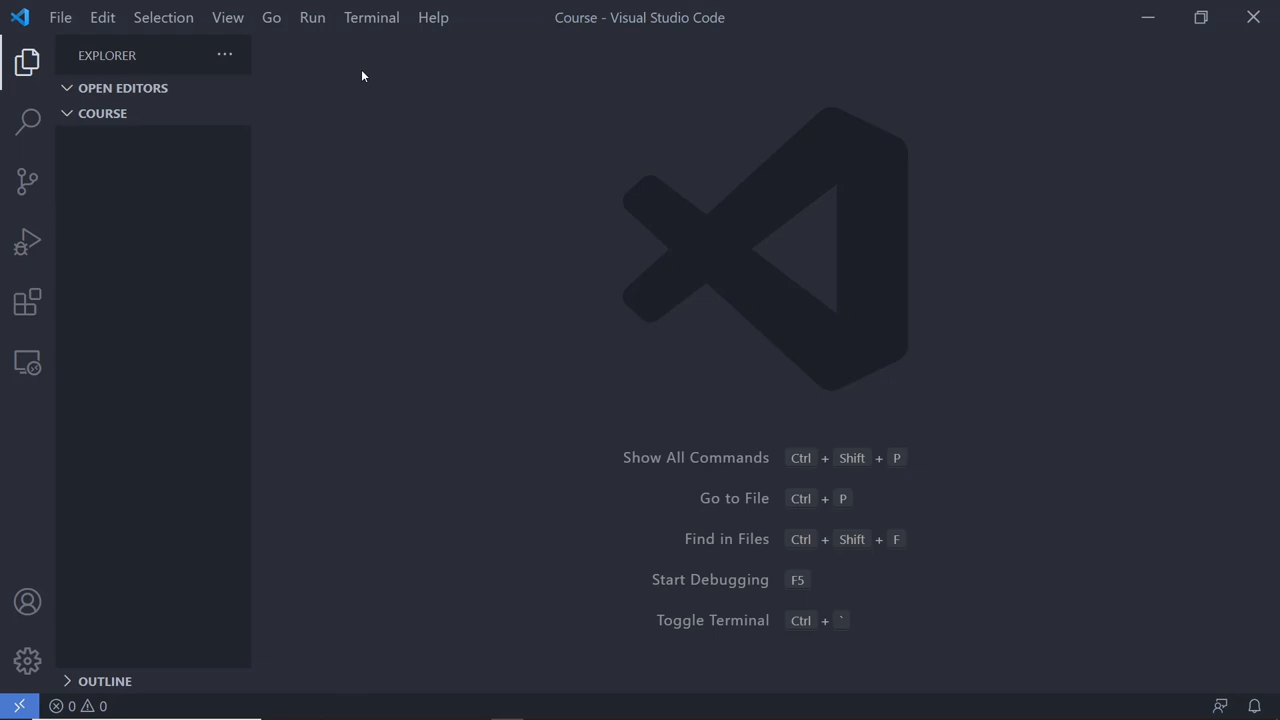 File Edit Selection View Go Run Terminal Help Course - Visual Studio Code
EXPLORER
OPEN EDITORS
COURSE
Show All Commands Ctrl + Shift + P
Go to File Ctrl + P
Find in Files Ctrl + Shift + F
Start Debugging F5
Toggle Terminal Ctrl + `
OUTLINE
0 0